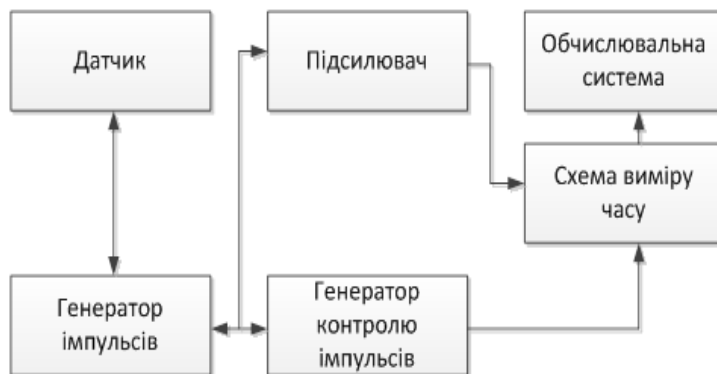 Датчик
Підсилювач
Обчислювальна
система
Схема виміру
часу
Генератор
імпульсів
Генератор
контролю
імпульсів